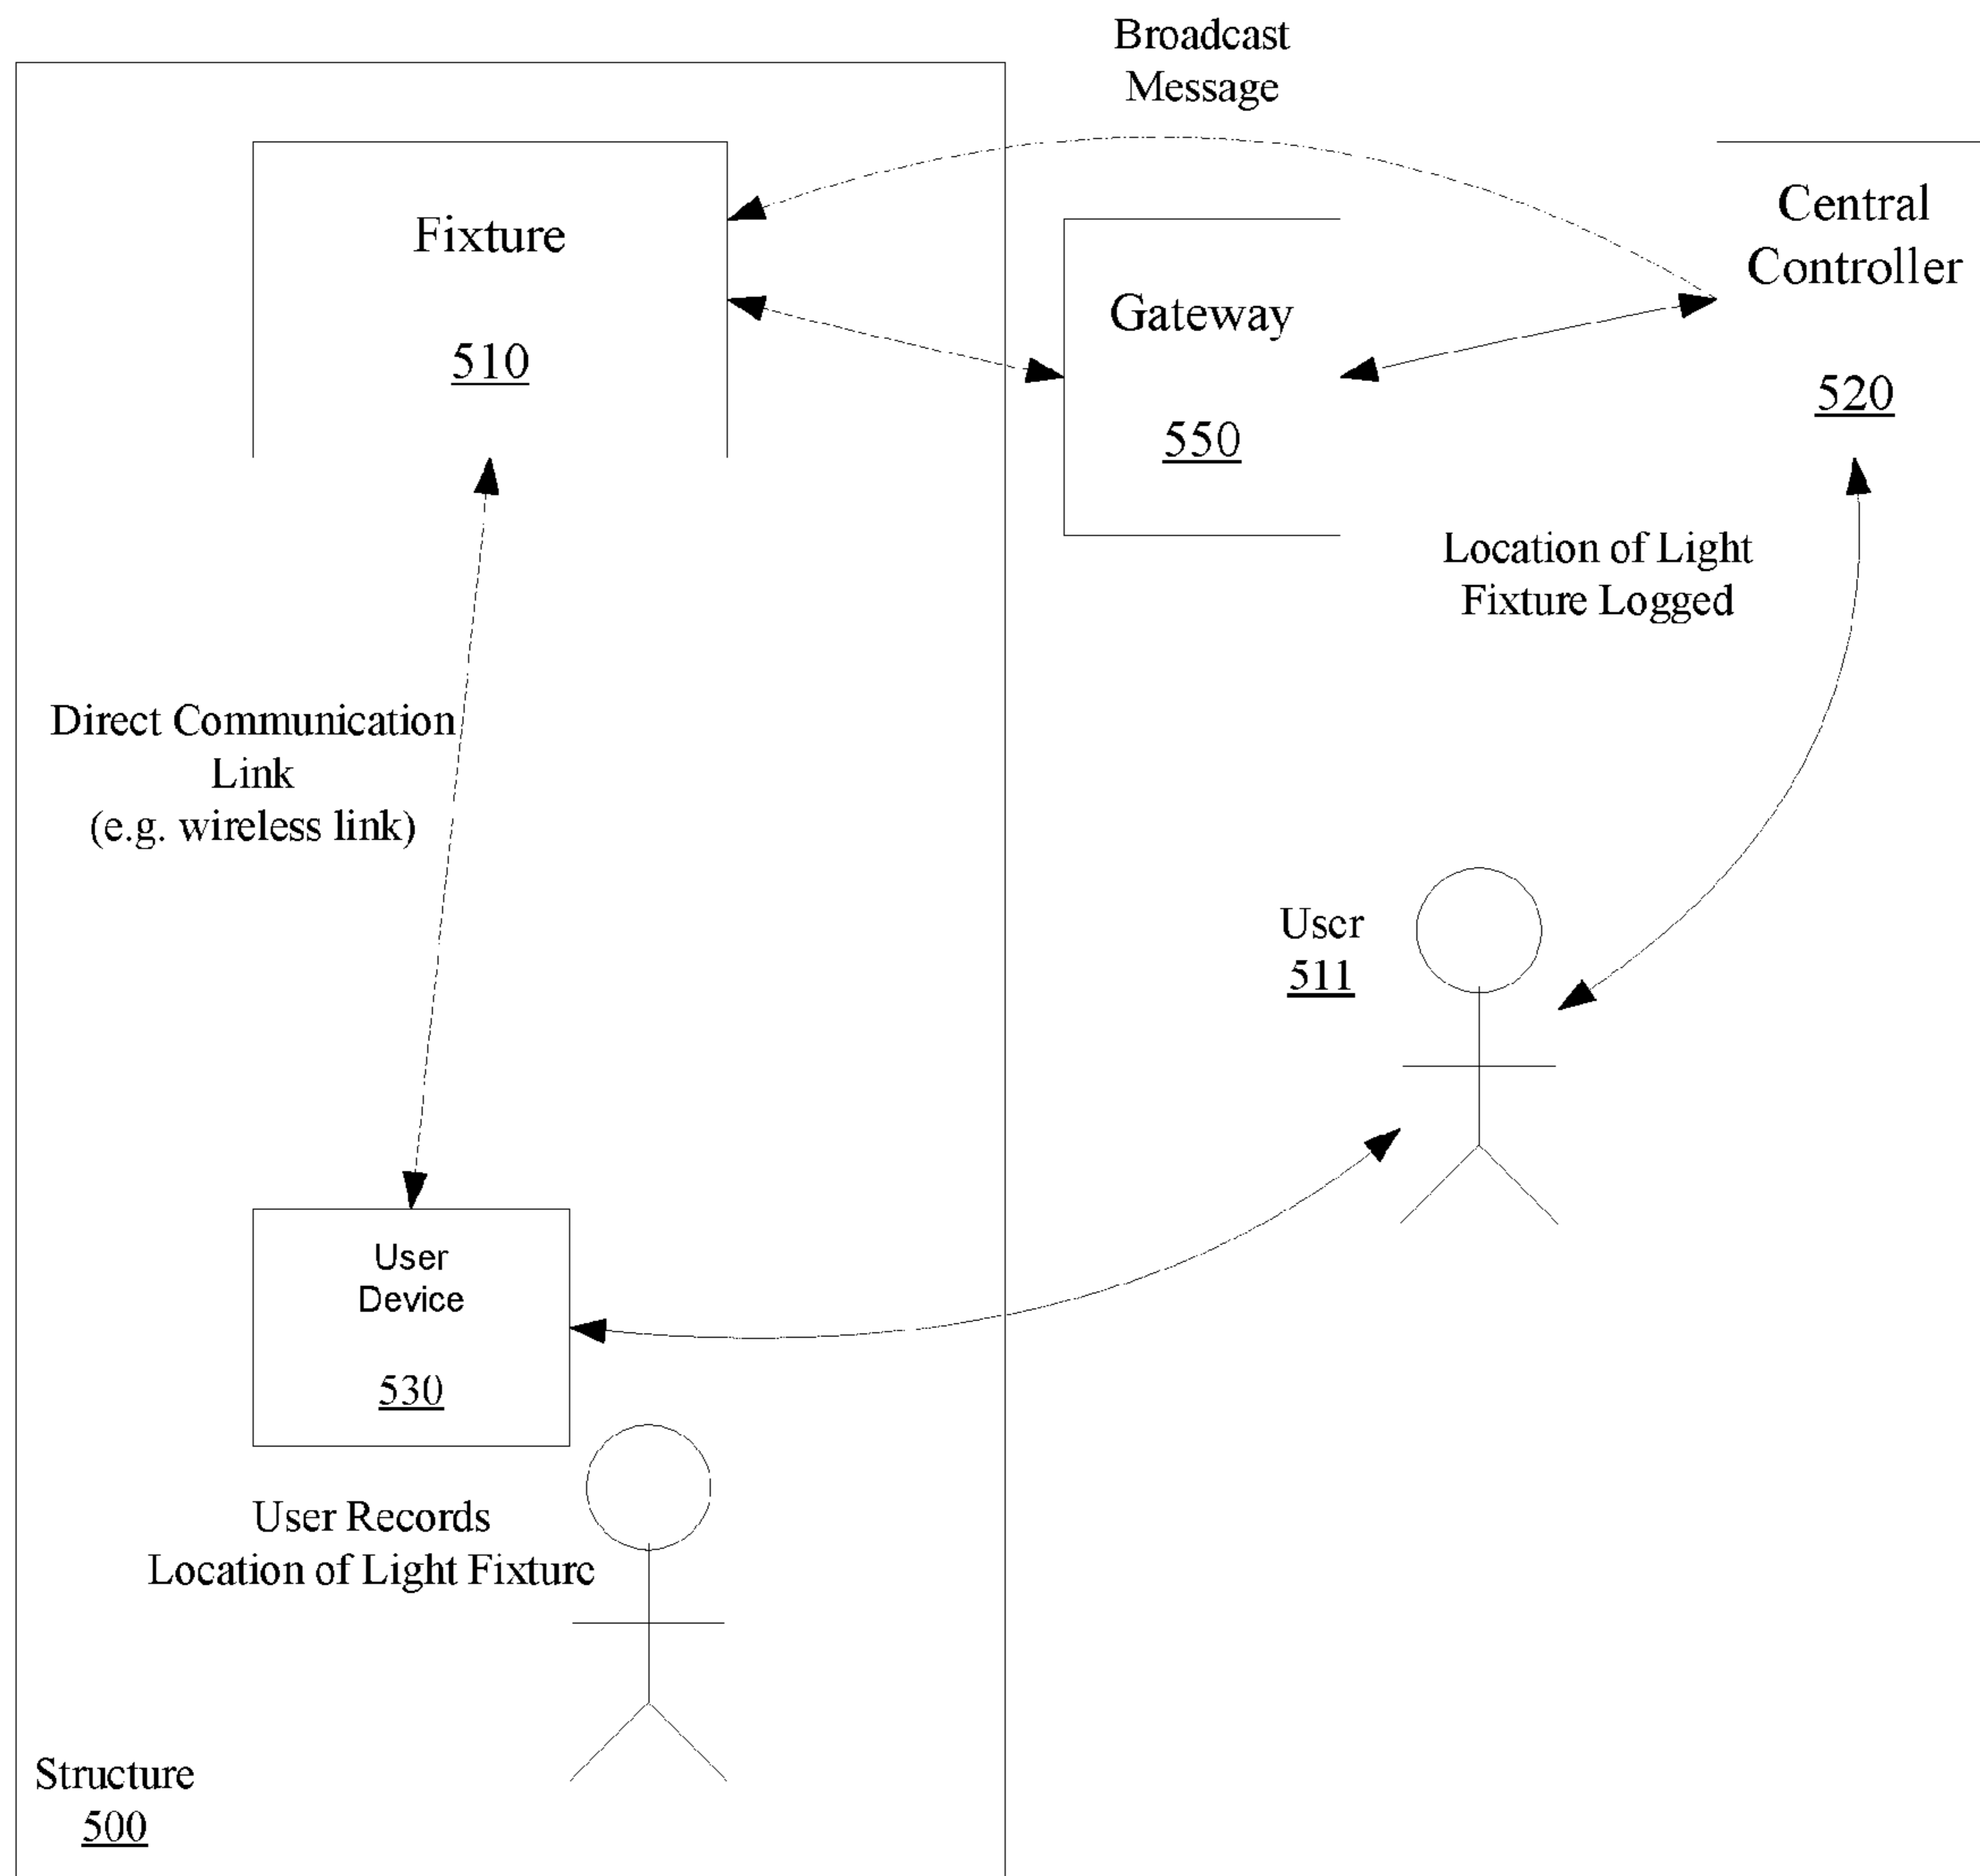 Broadcast
Message
Fixture
510
Gateway
550
Central
Controller
520
Location of Light
Fixture Logged
Direct Communication
Link
(e.g. wireless link)
User
511
User
Device
530
User Records
Location of Light Fixture
Structure
500